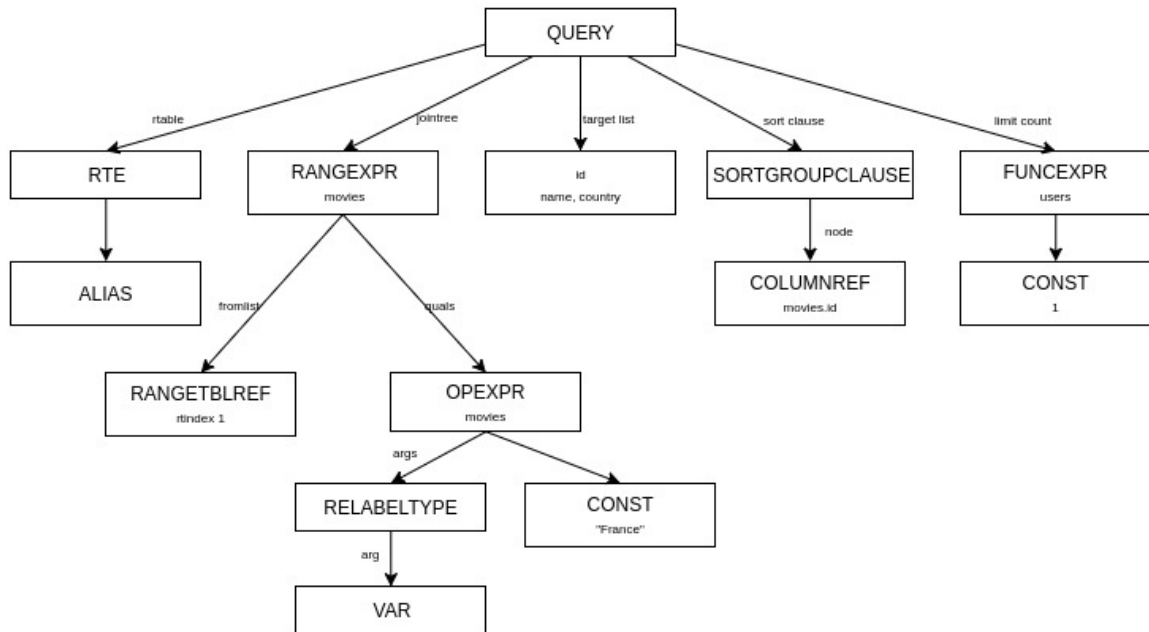 QUERY
rtable
jointree
target list
sort clause
limit count
RTE
RANGEXPR
movies
id
name, country
SORTGROUPCLAUSE
FUNCEXPR
users
node
ALIAS
COLUMNREF
movies.id
CONST
1
fromlist
quals
RANGETBLREF
rtindex 1
OPEXPR
movies
args
RELABELTYPE
CONST
"France"
arg
VAR